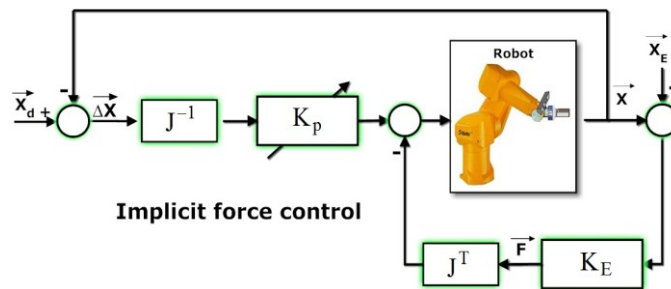 Robot
X_E
-
X_d +
ΔX
J⁻¹
K_p
-
X
-
Implicit force control
J^T
F
K_E